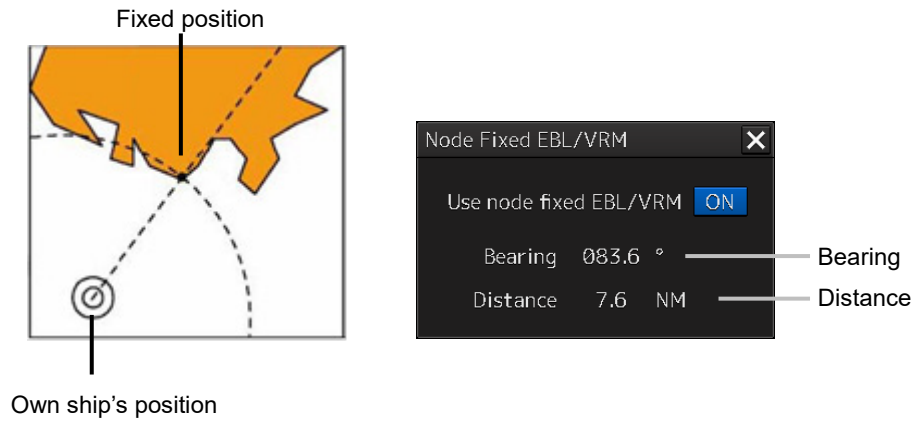 Fixed position
Own ship's position
Node Fixed EBL/VRM
Use node fixed EBL/VRM ON
Bearing 083.6 °
Distance 7.6 NM
Bearing
Distance